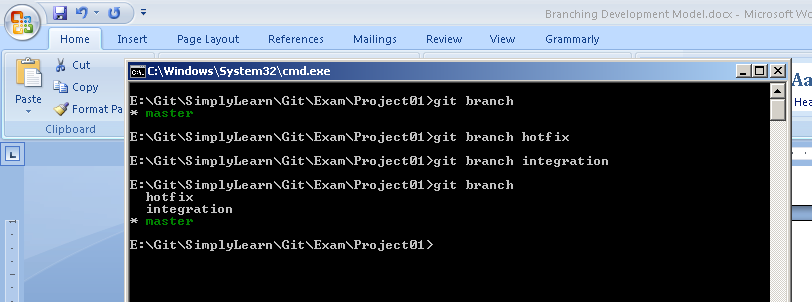 Branching Development Model.docx - Microsoft Wo
Home Insert Page Layout References Mailings Review View Grammarly
Cut
Copy
Format Pa
Paste
Clipboard
C:\Windows\System32\cmd.exe
E:\Git\SimplyLearn\Git\Exam\Project01>git branch
* master
E:\Git\SimplyLearn\Git\Exam\Project01>git branch hotfix
E:\Git\SimplyLearn\Git\Exam\Project01>git branch integration
E:\Git\SimplyLearn\Git\Exam\Project01>git branch
hotfix
integration
* master
E:\Git\SimplyLearn\Git\Exam\Project01>
Aa
Hea